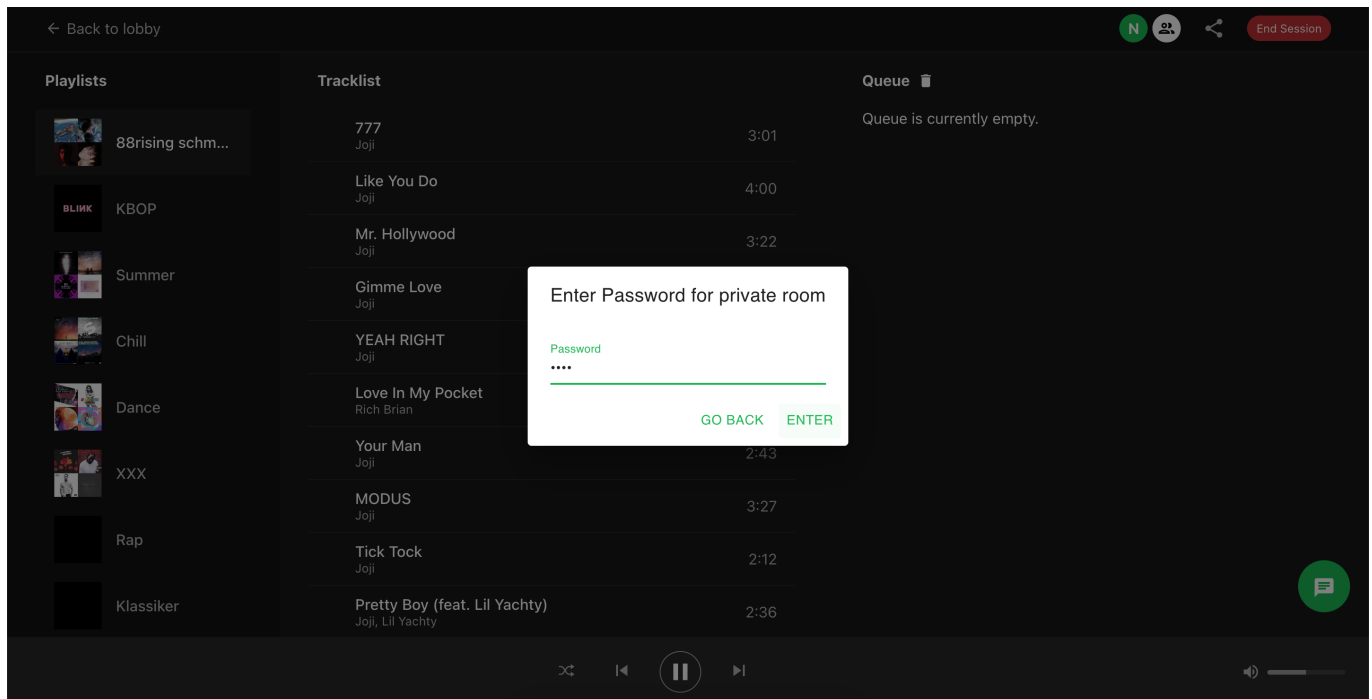 Back to lobby
N
End Session
Playlists
88rising schm...
BLINK
KBOP
Summer
Chill
Dance
XXX
Rap
Klassiker
Tracklist
777
Joji
3:01
Like You Do
Joji
4:00
Mr. Hollywood
Joji
3:22
Gimme Love
Joji
YEAH RIGHT
Joji
Love In My Pocket
Rich Brian
Your Man
Joji
2:43
MODUS
Joji
3:27
Tick Tock
Joji
2:12
Pretty Boy (feat. Lil Yachty)
Joji, Lil Yachty
2:36
Queue
Queue is currently empty.
Enter Password for private room
Password
••••
GO BACK
ENTER